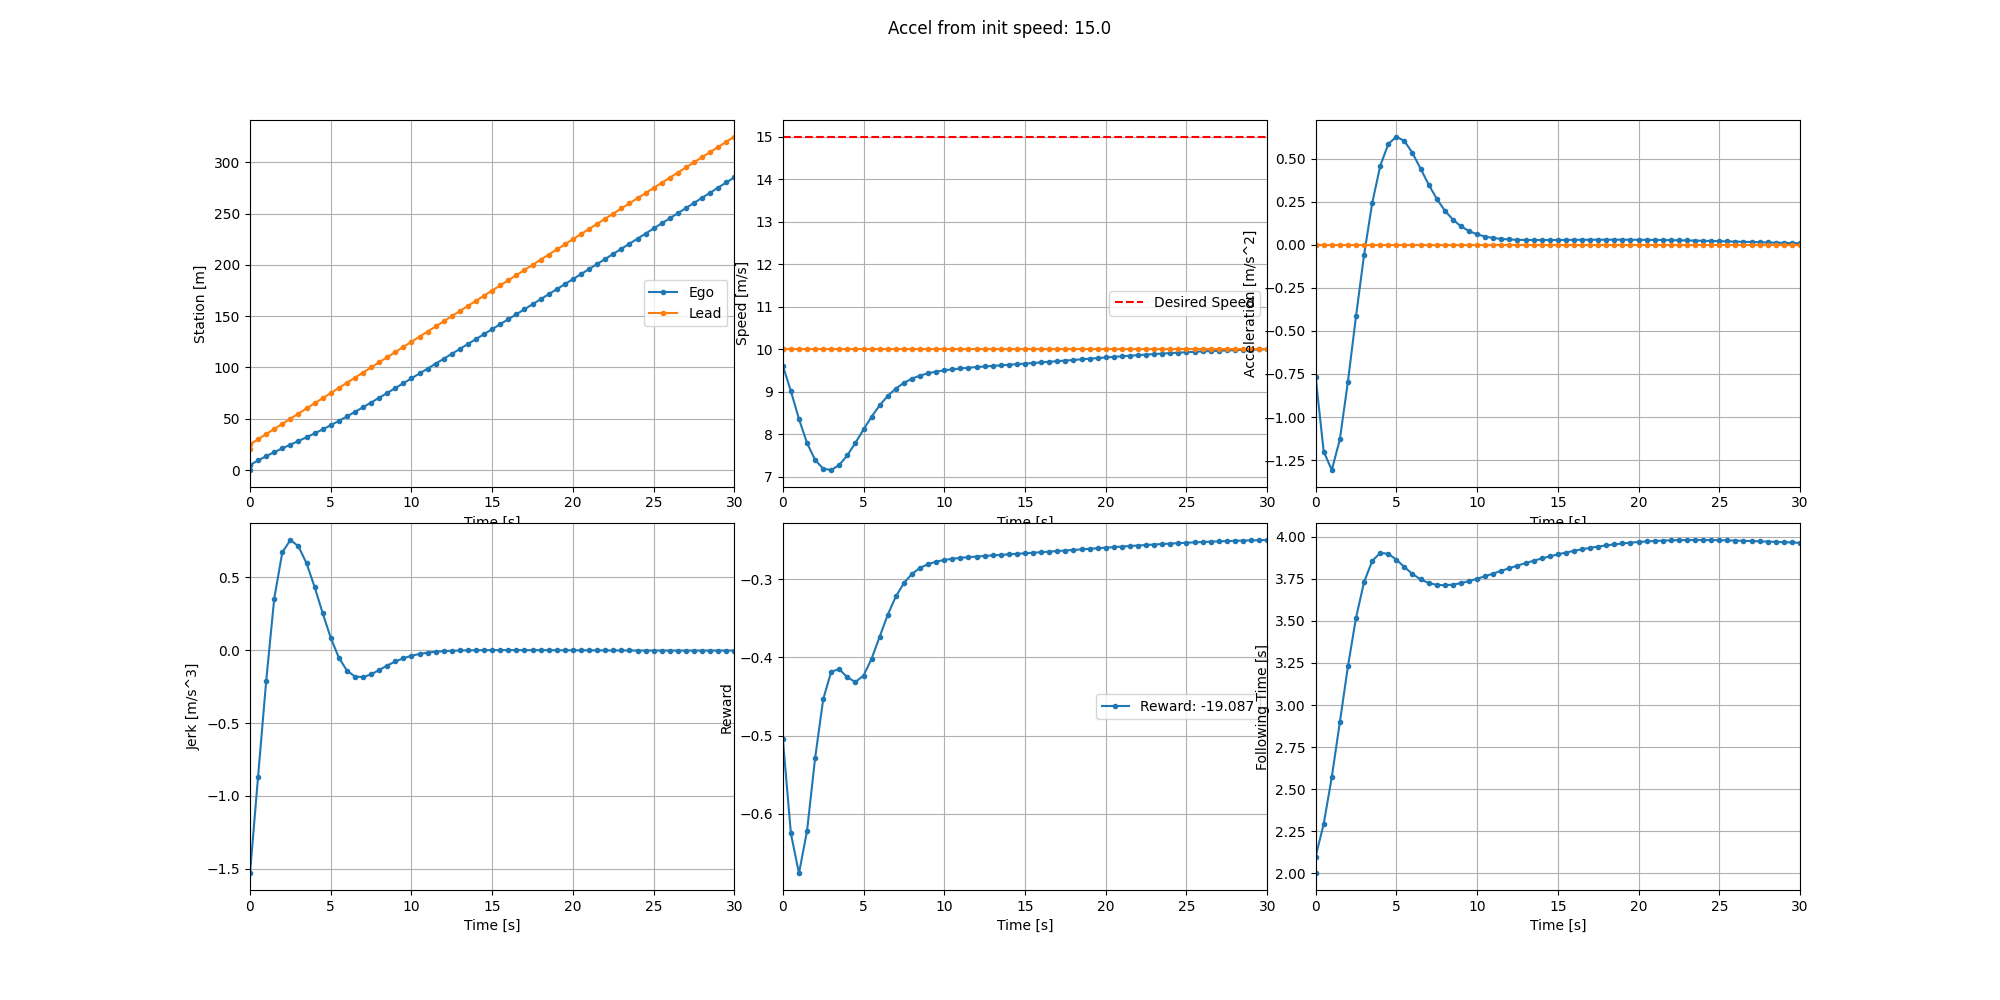 Accel from init speed: 15.0
300
250
200
150
100
50
0
Station [m]
0 5 10 15 20 25 30
Time [s]
Ego
Lead
15
14
13
12
11
10
9
8
7
Speed [m/s]
0 5 10 15 20 25 30
Time [s]
Desired Speed
0.50
0.25
0.00
−0.25
−0.50
−0.75
−1.00
−1.25
Acceleration [m/s^2]
0 5 10 15 20 25 30
Time [s]
0.5
0.0
−0.5
−1.0
−1.5
Jerk [m/s^3]
0 5 10 15 20 25 30
Time [s]
−0.3
−0.4
−0.5
−0.6
Reward
0 5 10 15 20 25 30
Time [s]
Reward: -19.087
4.00
3.75
3.50
3.25
3.00
2.75
2.50
2.25
2.00
Following Time [s]
0 5 10 15 20 25 30
Time [s]